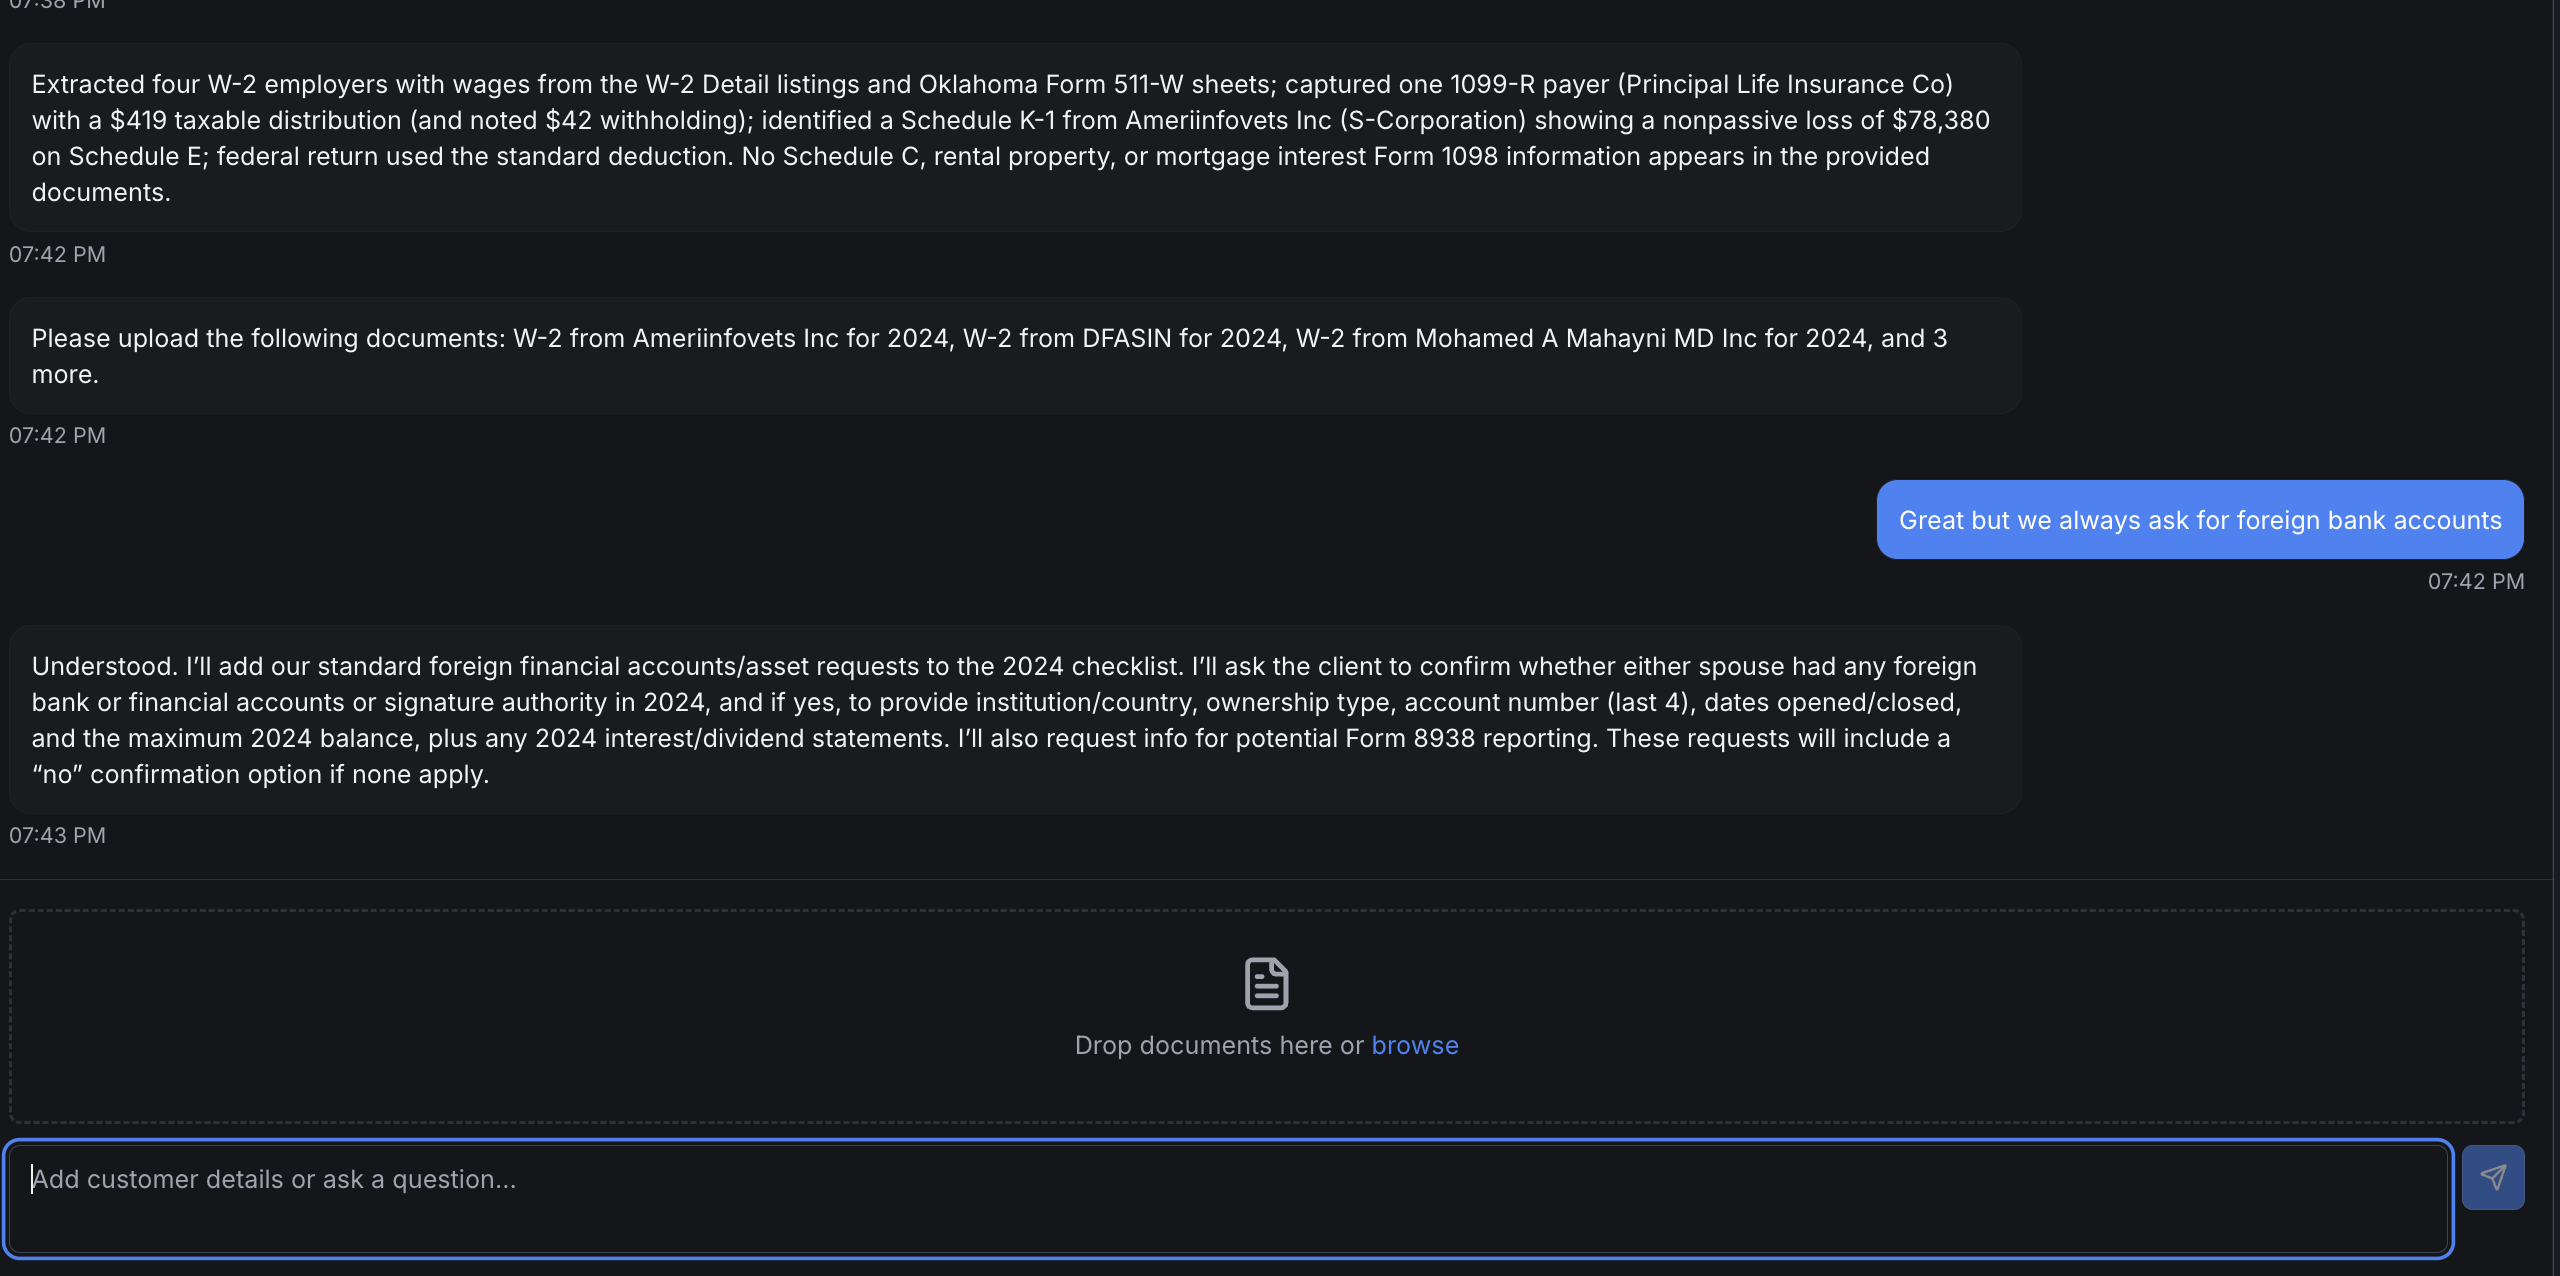 07:38 PM
Extracted four W-2 employers with wages from the W-2 Detail listings and Oklahoma Form 511-W sheets; captured one 1099-R payer (Principal Life Insurance Co)
with a $419 taxable distribution (and noted $42 withholding); identified a Schedule K-1 from Ameriinfovets Inc (S-Corporation) showing a nonpassive loss of $78,380
on Schedule E; federal return used the standard deduction. No Schedule C, rental property, or mortgage interest Form 1098 information appears in the provided
documents.
07:42 PM
Please upload the following documents: W-2 from Ameriinfovets Inc for 2024, W-2 from DFASIN for 2024, W-2 from Mohamed A Mahayni MD Inc for 2024, and 3
more.
07:42 PM
Great but we always ask for foreign bank accounts
07:42 PM
Understood. I’ll add our standard foreign financial accounts/asset requests to the 2024 checklist. I’ll ask the client to confirm whether either spouse had any foreign
bank or financial accounts or signature authority in 2024, and if yes, to provide institution/country, ownership type, account number (last 4), dates opened/closed,
and the maximum 2024 balance, plus any 2024 interest/dividend statements. I’ll also request info for potential Form 8938 reporting. These requests will include a
“no” confirmation option if none apply.
07:43 PM
Drop documents here or browse
Add customer details or ask a question...